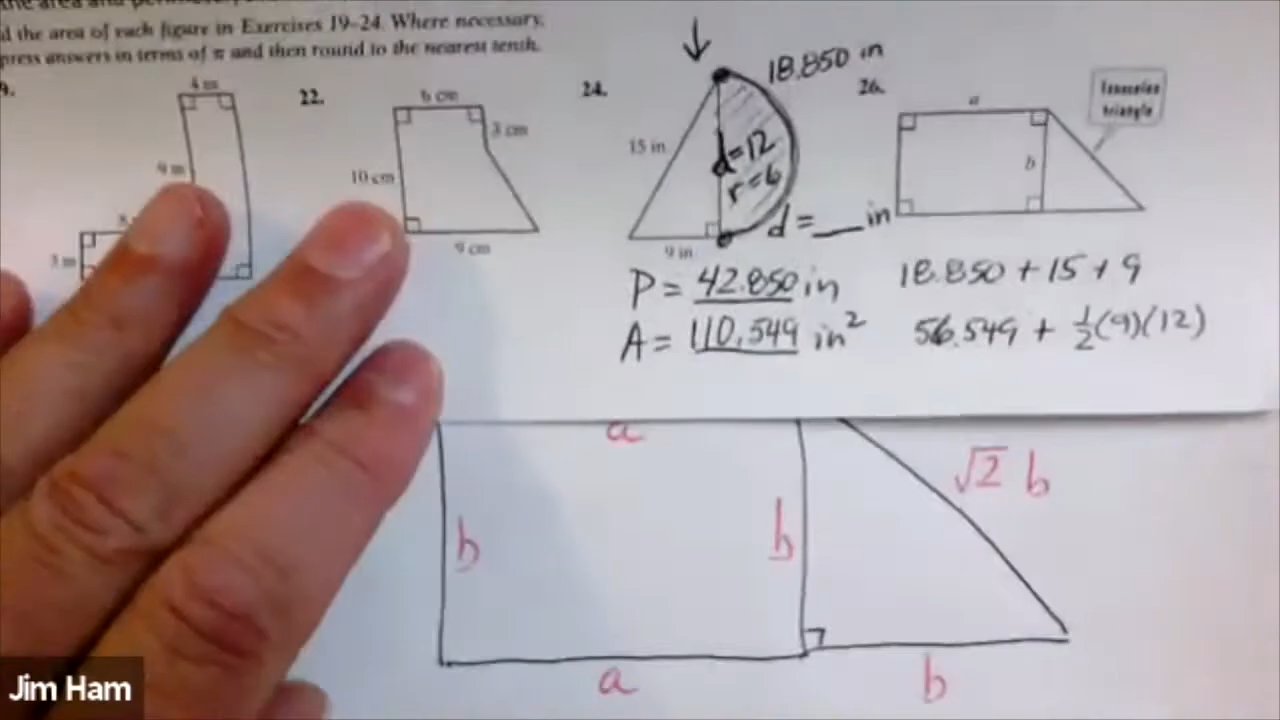 d the area of each figure in Exercises 19-24. Where necessary,
press answers in terms of π and then round to the nearest tenth.
9.
4 m
9 m
3 m
22.
6 cm
3 cm
10 cm
9 cm
24.
18.850 in
15 in.
d=12
r=6
d = __ in
9 in.
P = 42.850 in
18.850 + 15 + 9
A = 110.549 in²
56.549 + ½(9)(12)
26.
a
b
Isosceles
triangle
a
√2 b
b
b
a
b
Jim Ham